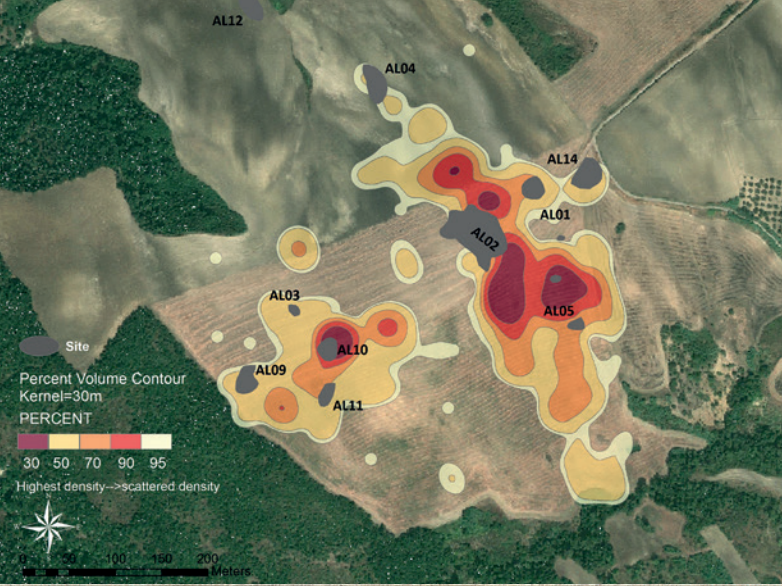 AL12
AL04
AL14
AL01
AL02
AL03
AL05
AL10
AL09
AL11
Site
Percent Volume Contour
Kernel=30m
PERCENT
30 50 70 90 95
Highest density-->scattered density
N
0 50 100 150 200
Meters